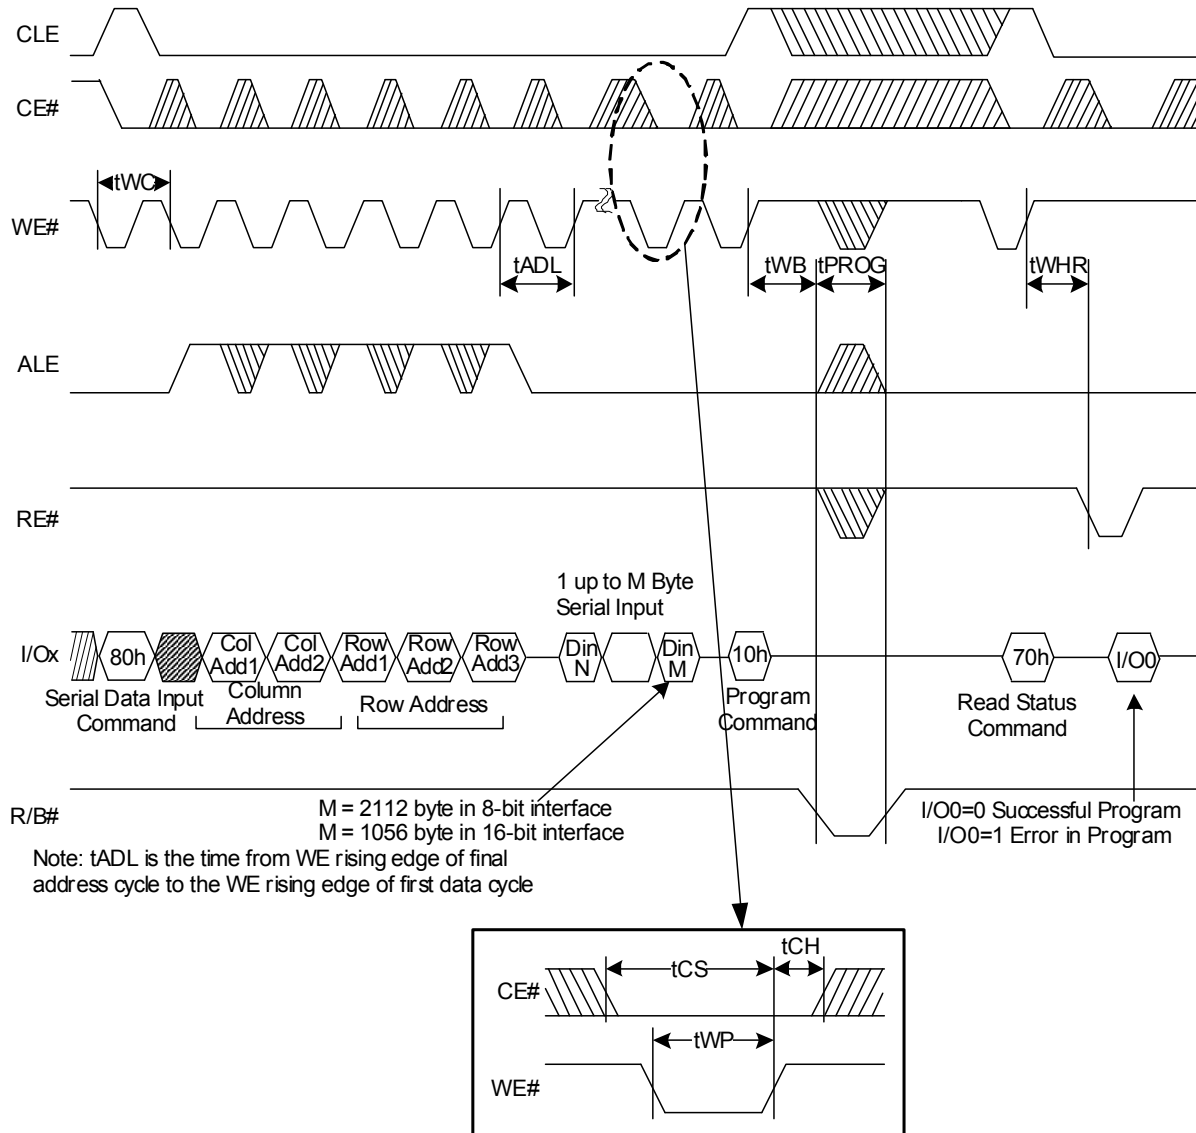 CLE
CE#
tWC
WE#
tADL
tWB
tPROG
tWHR
ALE
RE#
1 up to M Byte
Serial Input
I/Ox
80h
Col
Add1
Col
Add2
Row
Add1
Row
Add2
Row
Add3
Din
N
Din
M
10h
70h
I/O0
Serial Data Input
Command
Column
Address
Row Address
Program
Command
Read Status
Command
R/B#
M = 2112 byte in 8-bit interface
M = 1056 byte in 16-bit interface
I/O0=0 Successful Program
I/O0=1 Error in Program
Note: tADL is the time from WE rising edge of final
address cycle to the WE rising edge of first data cycle
tCH
tCS
CE#
tWP
WE#